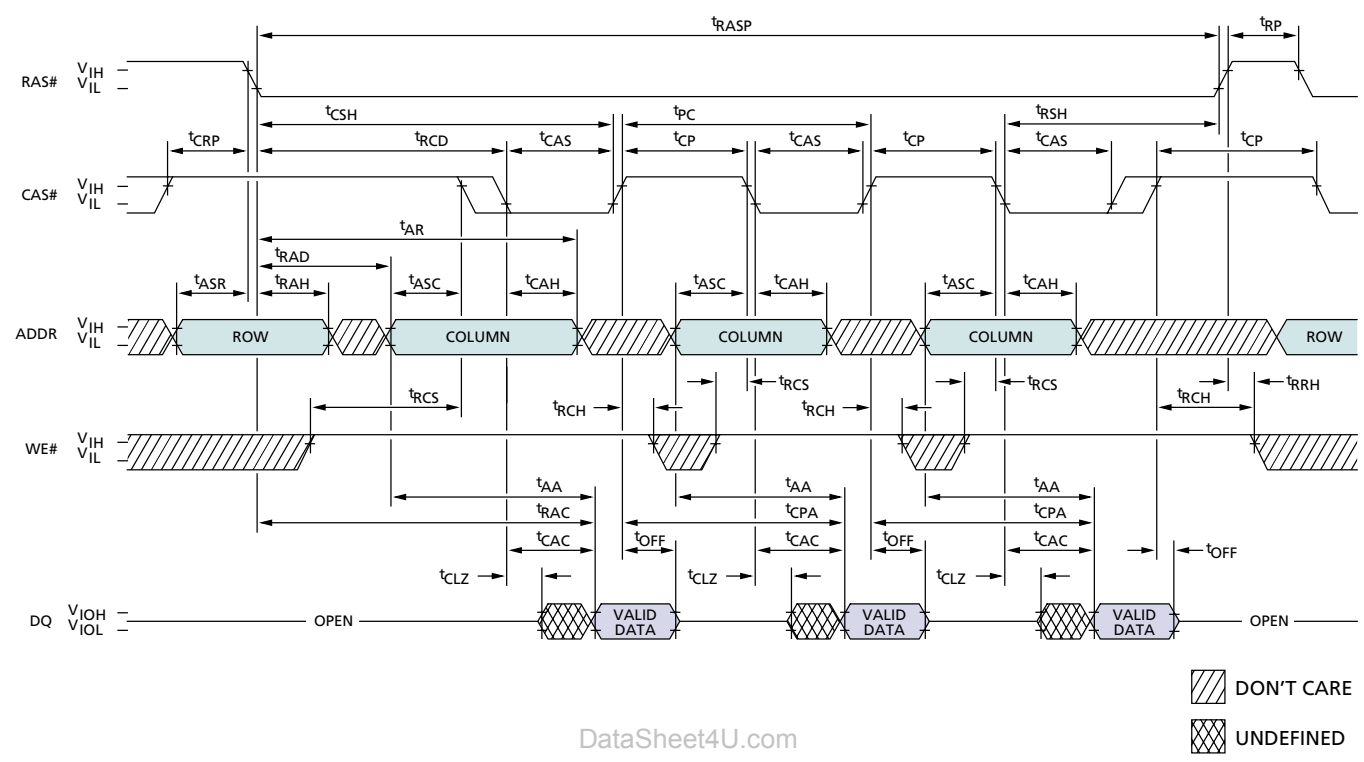 tRASP tRP
RAS# VIH
VIL
tCSH tPC tRSH
tCRP tRCD tCAS tCP tCAS tCP tCAS tCP
CAS# VIH
VIL
tAR
tRAD
tASR tRAH tASC tCAH tASC tCAH tASC tCAH
ADDR VIH
VIL
ROW COLUMN COLUMN COLUMN ROW
tRCS tRCH tRCS tRCH tRCS tRCH tRRH
WE# VIH
VIL
tAA tAA tAA
tRAC tCPA tCPA
tCAC tOFF tCAC tOFF tCAC tOFF
tCLZ tCLZ tCLZ
DQ VIOH
VIOL
OPEN VALID DATA VALID DATA VALID DATA OPEN
DON'T CARE
UNDEFINED
DataSheet4U.com